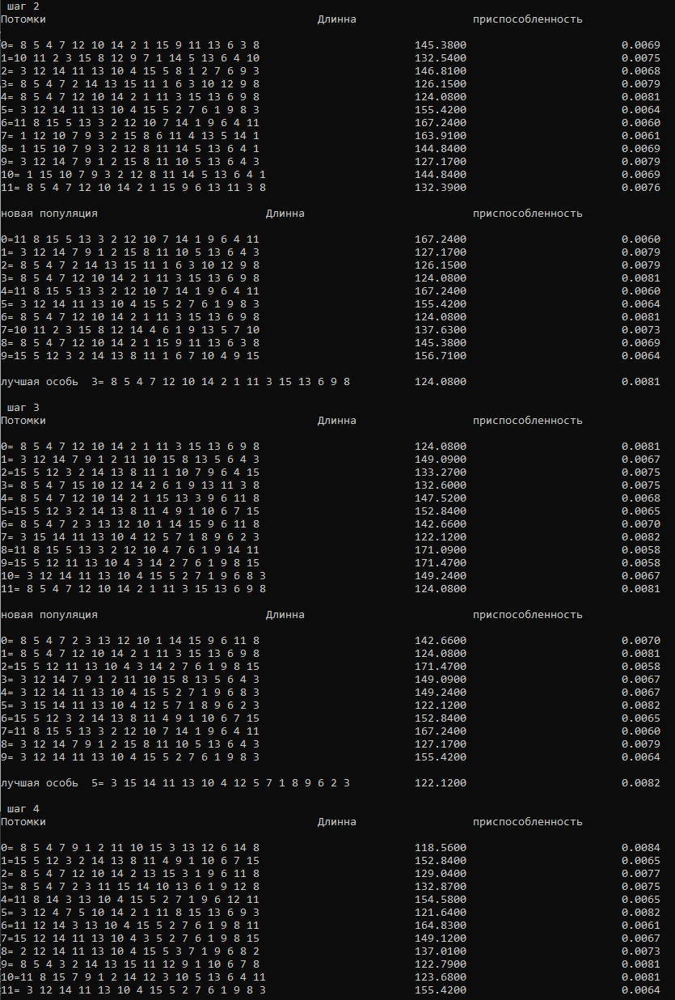 шаг 2
Потомки Длинна приспособленность
0= 8 5 4 7 12 10 14 2 1 15 9 11 13 6 3 8 145.3800 0.0069
1=10 11 2 3 15 8 12 9 7 1 14 5 13 6 4 10 132.5400 0.0075
2= 3 12 14 11 13 10 4 15 5 8 1 2 7 6 9 3 146.8100 0.0068
3= 8 5 4 7 2 14 13 15 11 1 6 3 10 12 9 8 126.1500 0.0079
4= 8 5 4 7 12 10 14 2 1 11 3 15 13 6 9 8 124.0800 0.0081
5= 3 12 14 11 13 10 4 15 5 2 7 6 1 9 8 3 155.4200 0.0064
6=11 8 15 5 13 3 2 12 10 7 14 1 9 6 4 11 167.2400 0.0060
7= 1 12 10 7 9 3 2 15 8 6 11 4 13 5 14 1 163.9100 0.0061
8= 1 15 10 7 9 3 2 12 8 11 14 5 13 6 4 1 144.8400 0.0069
9= 3 12 14 7 9 1 2 15 8 11 10 5 13 6 4 3 127.1700 0.0079
10= 1 15 10 7 9 3 2 12 8 11 14 5 13 6 4 1 144.8400 0.0069
11= 8 5 4 7 12 10 14 2 1 15 9 6 13 11 3 8 132.3900 0.0076
новая популяция Длинна приспособленность
0=11 8 15 5 13 3 2 12 10 7 14 1 9 6 4 11 167.2400 0.0060
1= 3 12 14 7 9 1 2 15 8 11 10 5 13 6 4 3 127.1700 0.0079
2= 8 5 4 7 2 14 13 15 11 1 6 3 10 12 9 8 126.1500 0.0079
3= 8 5 4 7 12 10 14 2 1 11 3 15 13 6 9 8 124.0800 0.0081
4=11 8 15 5 13 3 2 12 10 7 14 1 9 6 4 11 167.2400 0.0060
5= 3 12 14 11 13 10 4 15 5 2 7 6 1 9 8 3 155.4200 0.0064
6= 8 5 4 7 12 10 14 2 1 11 3 15 13 6 9 8 124.0800 0.0081
7=10 11 2 3 15 8 12 14 4 6 1 9 13 5 7 10 137.6300 0.0073
8= 8 5 4 7 12 10 14 2 1 15 9 11 13 6 3 8 145.3800 0.0069
9=15 5 12 3 2 14 13 8 11 1 6 7 10 4 9 15 156.7100 0.0064
лучшая особь 3= 8 5 4 7 12 10 14 2 1 11 3 15 13 6 9 8 124.0800 0.0081
шаг 3
Потомки Длинна приспособленность
0= 8 5 4 7 12 10 14 2 1 11 3 15 13 6 9 8 124.0800 0.0081
1= 3 12 14 7 9 1 2 11 10 15 8 13 5 6 4 3 149.0900 0.0067
2=15 5 12 3 2 14 13 8 11 1 10 7 9 6 4 15 133.2700 0.0075
3= 8 5 4 7 15 10 12 14 2 6 1 9 13 11 3 8 132.6000 0.0075
4= 8 5 4 7 12 10 14 2 1 15 13 3 9 6 11 8 147.5200 0.0068
5=15 5 12 3 2 14 13 8 11 4 9 1 10 6 7 15 152.8400 0.0065
6= 8 5 4 7 2 3 13 12 10 1 14 15 9 6 11 8 142.6600 0.0070
7= 3 15 14 11 13 10 4 12 5 7 1 8 9 6 2 3 122.1200 0.0082
8=11 8 15 5 13 3 2 12 10 4 7 6 1 9 14 11 171.0900 0.0058
9=15 5 12 11 13 10 4 3 14 2 7 6 1 9 8 15 171.4700 0.0058
10= 3 12 14 11 13 10 4 15 5 2 7 1 9 6 8 3 149.2400 0.0067
11= 8 5 4 7 12 10 14 2 1 11 3 15 13 6 9 8 124.0800 0.0081
новая популяция Длинна приспособленность
0= 8 5 4 7 2 3 13 12 10 1 14 15 9 6 11 8 142.6600 0.0070
1= 8 5 4 7 12 10 14 2 1 11 3 15 13 6 9 8 124.0800 0.0081
2=15 5 12 11 13 10 4 3 14 2 7 6 1 9 8 15 171.4700 0.0058
3= 3 12 14 7 9 1 2 11 10 15 8 13 5 6 4 3 149.0900 0.0067
4= 3 12 14 11 13 10 4 15 5 2 7 1 9 6 8 3 149.2400 0.0067
5= 3 15 14 11 13 10 4 12 5 7 1 8 9 6 2 3 122.1200 0.0082
6=15 5 12 3 2 14 13 8 11 4 9 1 10 6 7 15 152.8400 0.0065
7=11 8 15 5 13 3 2 12 10 7 14 1 9 6 4 11 167.2400 0.0060
8= 3 12 14 7 9 1 2 15 8 11 10 5 13 6 4 3 127.1700 0.0079
9= 3 12 14 11 13 10 4 15 5 2 7 6 1 9 8 3 155.4200 0.0064
лучшая особь 5= 3 15 14 11 13 10 4 12 5 7 1 8 9 6 2 3 122.1200 0.0082
шаг 4
Потомки Длинна приспособленность
0= 8 5 4 7 9 1 2 11 10 15 3 13 12 6 14 8 118.5600 0.0084
1=15 5 12 3 2 14 13 8 11 4 9 1 10 6 7 15 152.8400 0.0065
2= 8 5 4 7 12 10 14 2 13 15 3 1 9 6 11 8 129.0400 0.0077
3= 8 5 4 7 2 3 11 15 14 10 13 6 1 9 12 8 132.8700 0.0075
4=11 8 14 3 13 10 4 15 5 2 7 1 9 6 12 11 154.5800 0.0065
5= 3 12 4 7 5 10 14 2 1 11 8 15 13 6 9 3 121.6400 0.0082
6=11 12 14 3 13 10 4 15 5 2 7 6 1 9 8 11 164.8300 0.0061
7=15 12 14 11 13 10 4 3 5 2 7 6 1 9 8 15 149.1200 0.0067
8= 2 12 14 11 13 10 4 15 5 3 7 1 9 6 8 2 137.0100 0.0073
9= 8 5 4 3 2 14 13 15 11 12 9 1 10 6 7 8 122.7900 0.0081
10=11 8 15 7 9 1 2 14 12 3 10 5 13 6 4 11 123.6800 0.0081
11= 3 12 14 11 13 10 4 15 5 2 7 6 1 9 8 3 155.4200 0.0064